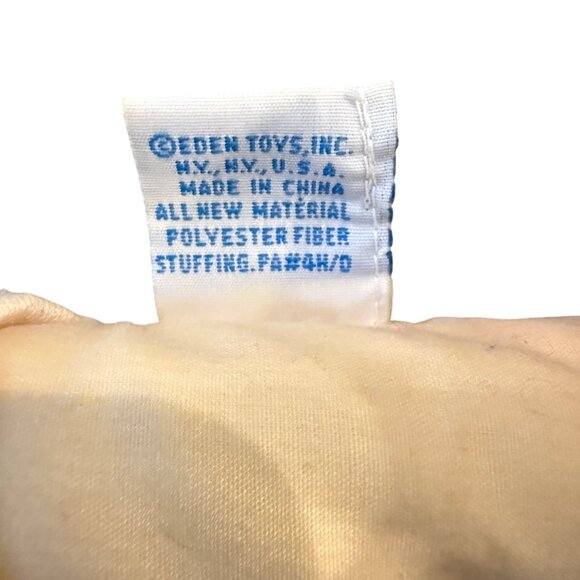 ©EDEN TOYS, INC.
N.Y., N.Y., U.S.A.
MADE IN CHINA
ALL NEW MATERIAL
POLYESTER FIBER
STUFFING. PA#4H/O